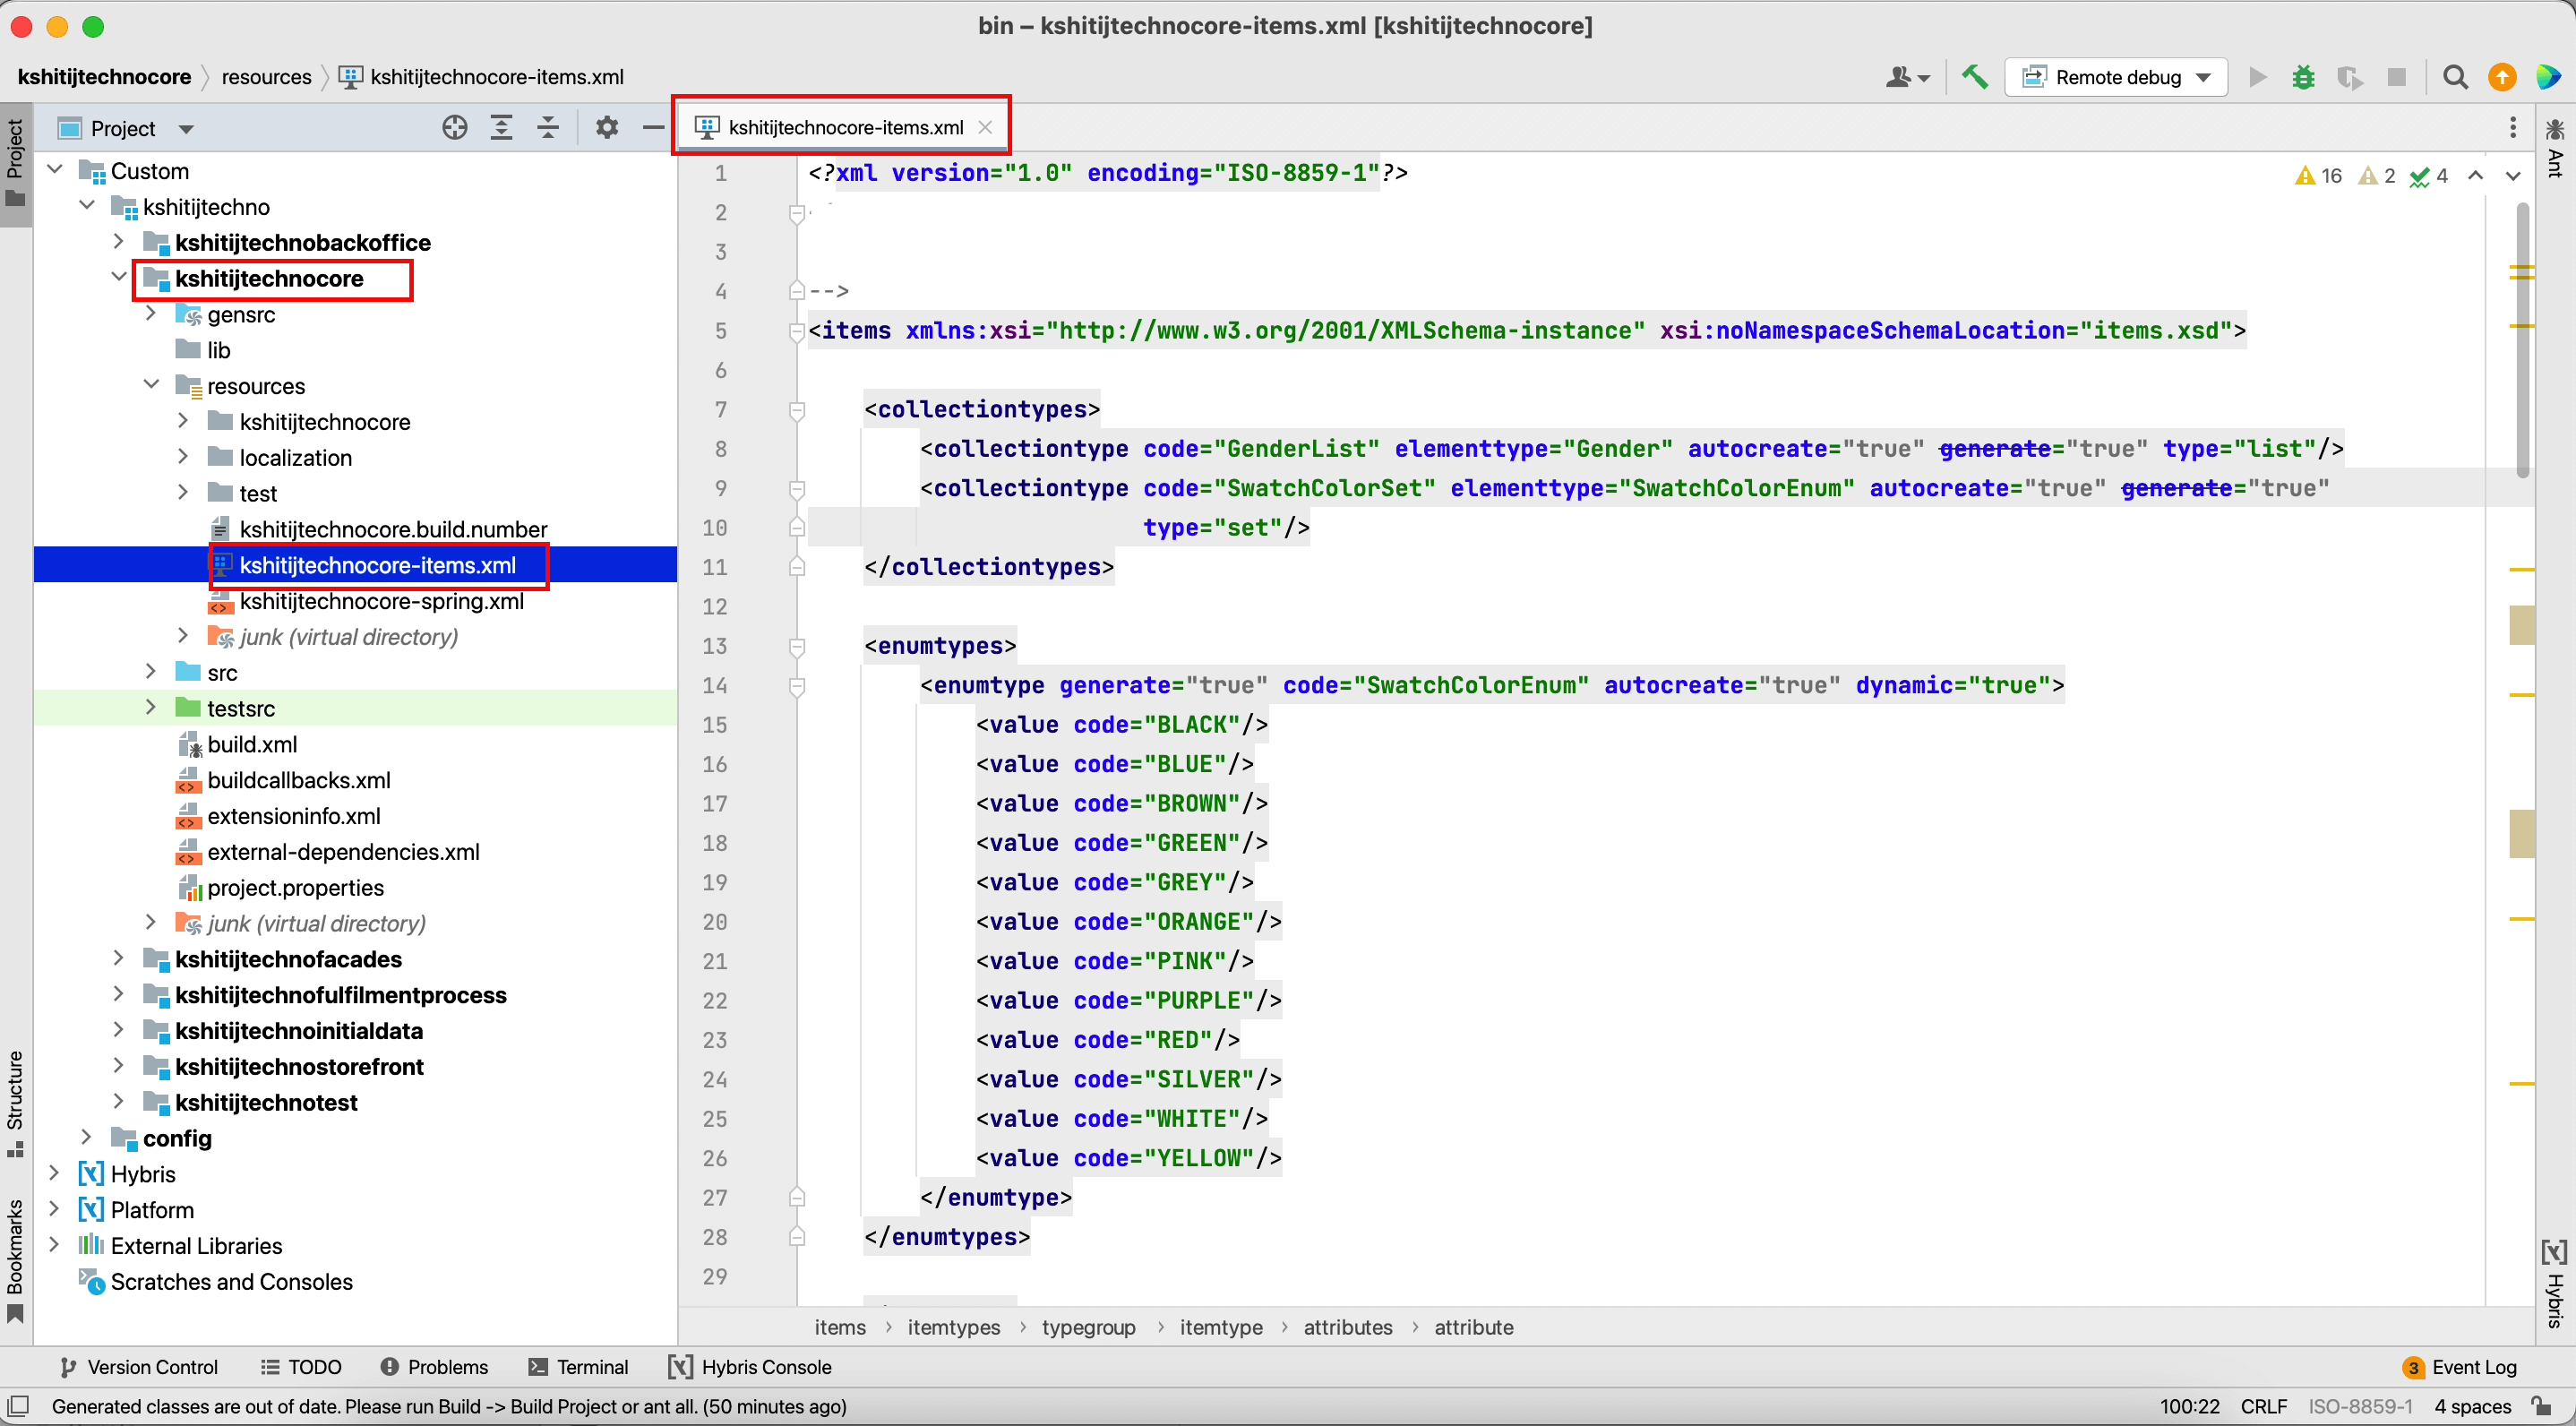 bin – kshitijtechnocore-items.xml [kshitijtechnocore]
kshitijtechnocore
resources
kshitijtechnocore-items.xml
Remote debug
Project
Project
Custom
kshitijtechno
kshitijtechnobackoffice
kshitijtechnocore
gensrc
lib
resources
kshitijtechnocore
localization
test
kshitijtechnocore.build.number
kshitijtechnocore-items.xml
kshitijtechnocore-spring.xml
junk (virtual directory)
src
testsrc
build.xml
buildcallbacks.xml
extensioninfo.xml
external-dependencies.xml
project.properties
junk (virtual directory)
kshitijtechnofacades
kshitijtechnofulfilmentprocess
kshitijtechnoinitialdata
kshitijtechnostorefront
kshitijtechnotest
config
Hybris
Platform
External Libraries
Scratches and Consoles
Structure
Bookmarks
kshitijtechnocore-items.xml
16 2 4
1 <?xml version="1.0" encoding="ISO-8859-1"?>
2
3
4 -->
5 <items xmlns:xsi="http://www.w3.org/2001/XMLSchema-instance" xsi:noNamespaceSchemaLocation="items.xsd">
6
7 <collectiontypes>
8 <collectiontype code="GenderList" elementtype="Gender" autocreate="true" generate="true" type="list"/>
9 <collectiontype code="SwatchColorSet" elementtype="SwatchColorEnum" autocreate="true" generate="true"
10 type="set"/>
11 </collectiontypes>
12
13 <enumtypes>
14 <enumtype generate="true" code="SwatchColorEnum" autocreate="true" dynamic="true">
15 <value code="BLACK"/>
16 <value code="BLUE"/>
17 <value code="BROWN"/>
18 <value code="GREEN"/>
19 <value code="GREY"/>
20 <value code="ORANGE"/>
21 <value code="PINK"/>
22 <value code="PURPLE"/>
23 <value code="RED"/>
24 <value code="SILVER"/>
25 <value code="WHITE"/>
26 <value code="YELLOW"/>
27 </enumtype>
28 </enumtypes>
29
Ant
Hybris
items › itemtypes › typegroup › itemtype › attributes › attribute
Version Control
TODO
Problems
Terminal
Hybris Console
3 Event Log
Generated classes are out of date. Please run Build -> Build Project or ant all. (50 minutes ago)
100:22 CRLF ISO-8859-1 4 spaces